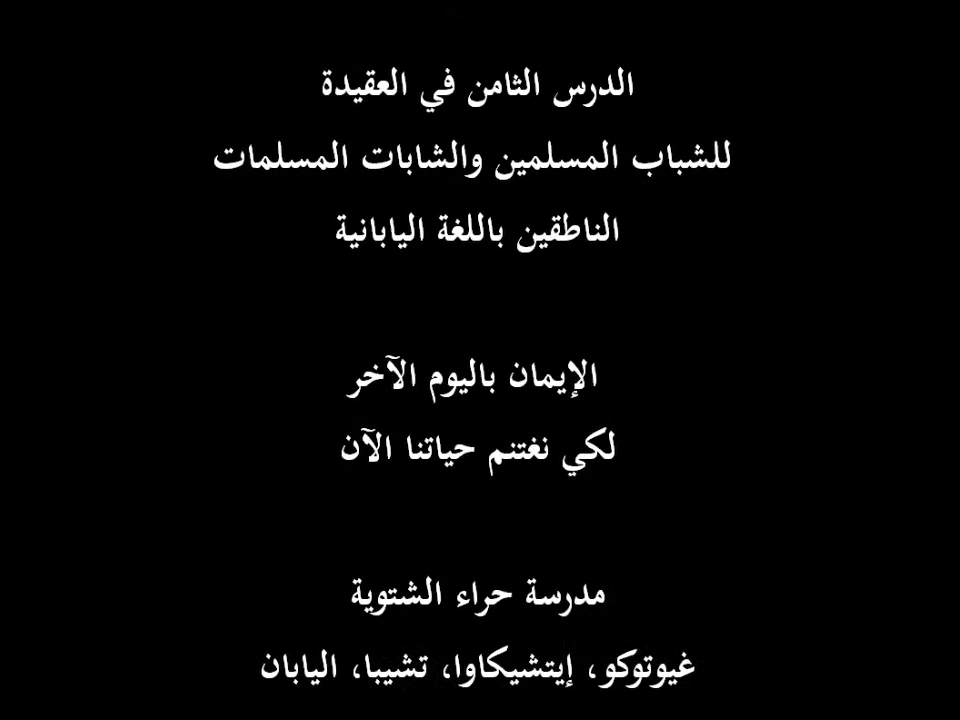 الدرس الثامن في العقيدة
للشباب المسلمين والشابات المسلمات
الناطقين باللغة اليابانية
الإيمان باليوم الآخر
لكي نغتنم حياتنا الآن
مدرسة حراء الشتوية
غيوتوكو، إيتشيكاوا، تشيبا، اليابان